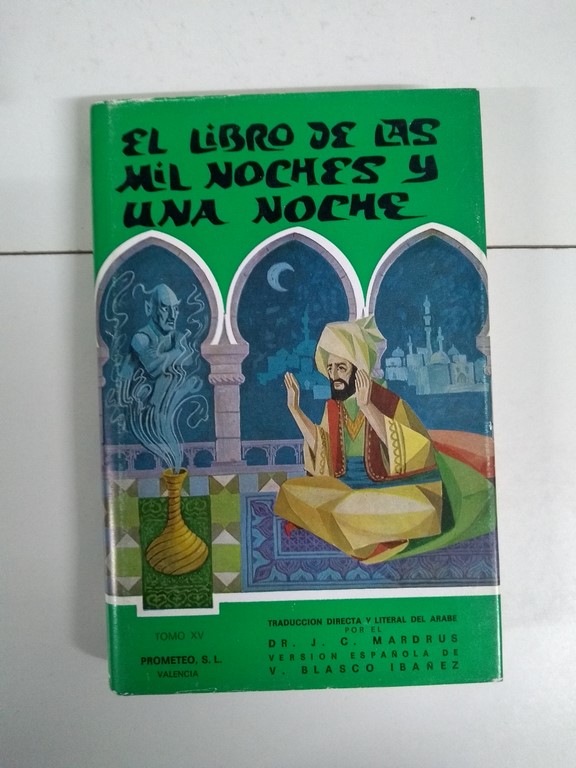 EL LIBRO DE LAS
MIL NOCHES Y
UNA NOCHE
TOMO XV
PROMETEO, S. L.
VALENCIA
TRADUCCION DIRECTA Y LITERAL DEL ARABE
POR EL
DR. J. C. MARDRUS
VERSION ESPAÑOLA DE
V. BLASCO IBAÑEZ